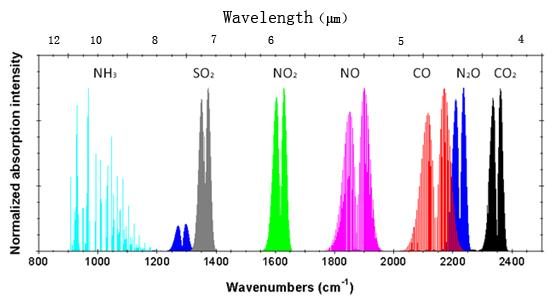 Wavelength (μm)
12 10 8 7 6 5 4
NH₃ SO₂ NO₂ NO CO N₂O CO₂
Normalized absorption intensity
800 1000 1200 1400 1600 1800 2000 2200 2400
Wavenumbers (cm⁻¹)